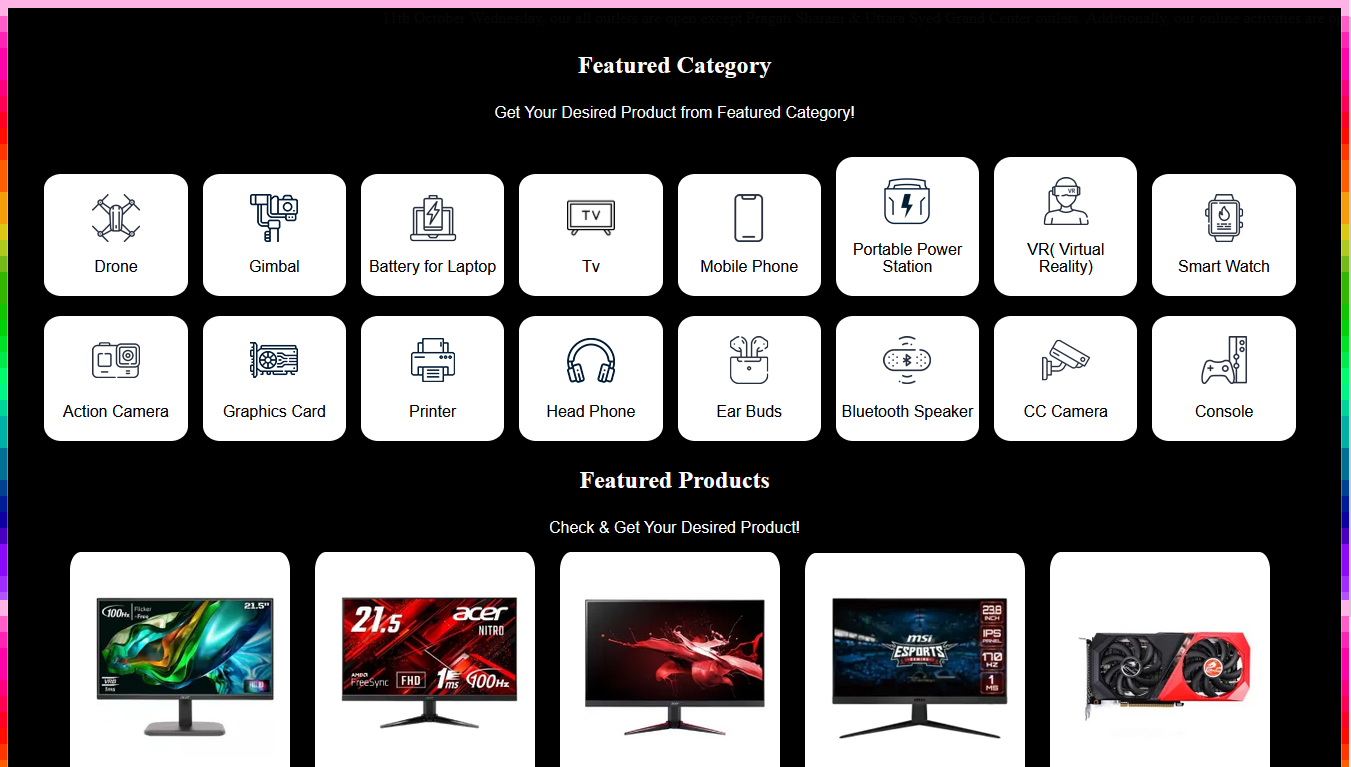 11th October Wednesday, our all outlets are open except Pragati Sharani &
Center
Additionally, our online activities are
Featured Category
Get Your Desired Product from Featured Category!
Drone
Gimbal
Battery for Laptop
TV
Tv
Mobile Phone
Portable Power
Station
VR
VR( Virtual
Reality)
Smart Watch
Action Camera
Graphics Card
Printer
Head Phone
Ear Buds
Bluetooth Speaker
CC Camera
Console
Featured Products
Check & Get Your Desired Product!
100Hz
Flicker
-Free
21.5"
VRB
1ms
21.5
acer
NITRO
AMD
FreeSync
FHD
1ms
100Hz
msi
ESPORTS
GAMING
23.8
INCH
IPS
PANEL
170
HZ
1
MS